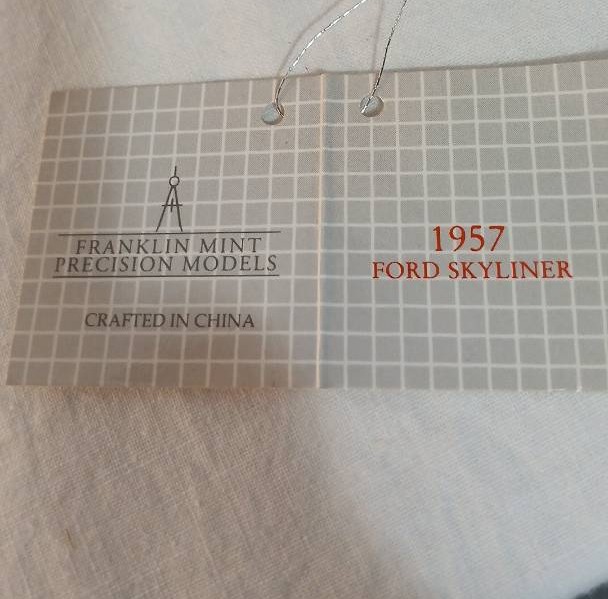 FRANKLIN MINT
PRECISION MODELS
CRAFTED IN CHINA
1957
FORD SKYLINER